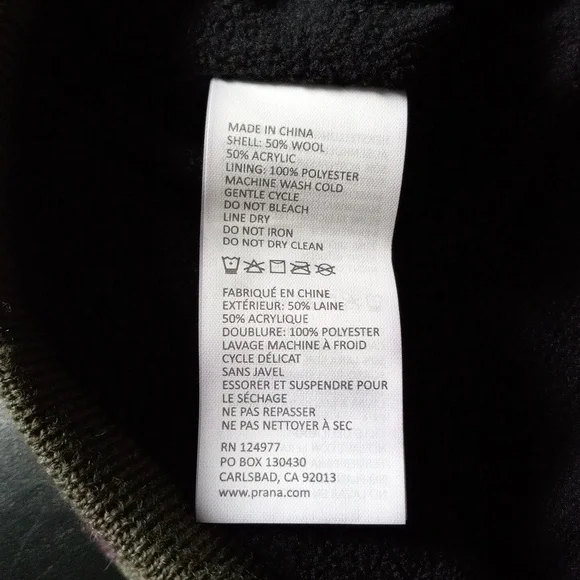 MADE IN CHINA
SHELL: 50% WOOL
50% ACRYLIC
LINING: 100% POLYESTER
MACHINE WASH COLD
GENTLE CYCLE
DO NOT BLEACH
LINE DRY
DO NOT IRON
DO NOT DRY CLEAN
FABRIQUÉ EN CHINE
EXTÉRIEUR: 50% LAINE
50% ACRYLIQUE
DOUBLURE: 100% POLYESTER
LAVAGE MACHINE À FROID
CYCLE DÉLICAT
SANS JAVEL
ESSORER ET SUSPENDRE POUR
LE SÉCHAGE
NE PAS REPASSER
NE PAS NETTOYER À SEC
RN 124977
PO BOX 130430
CARLSBAD, CA 92013
www.prana.com